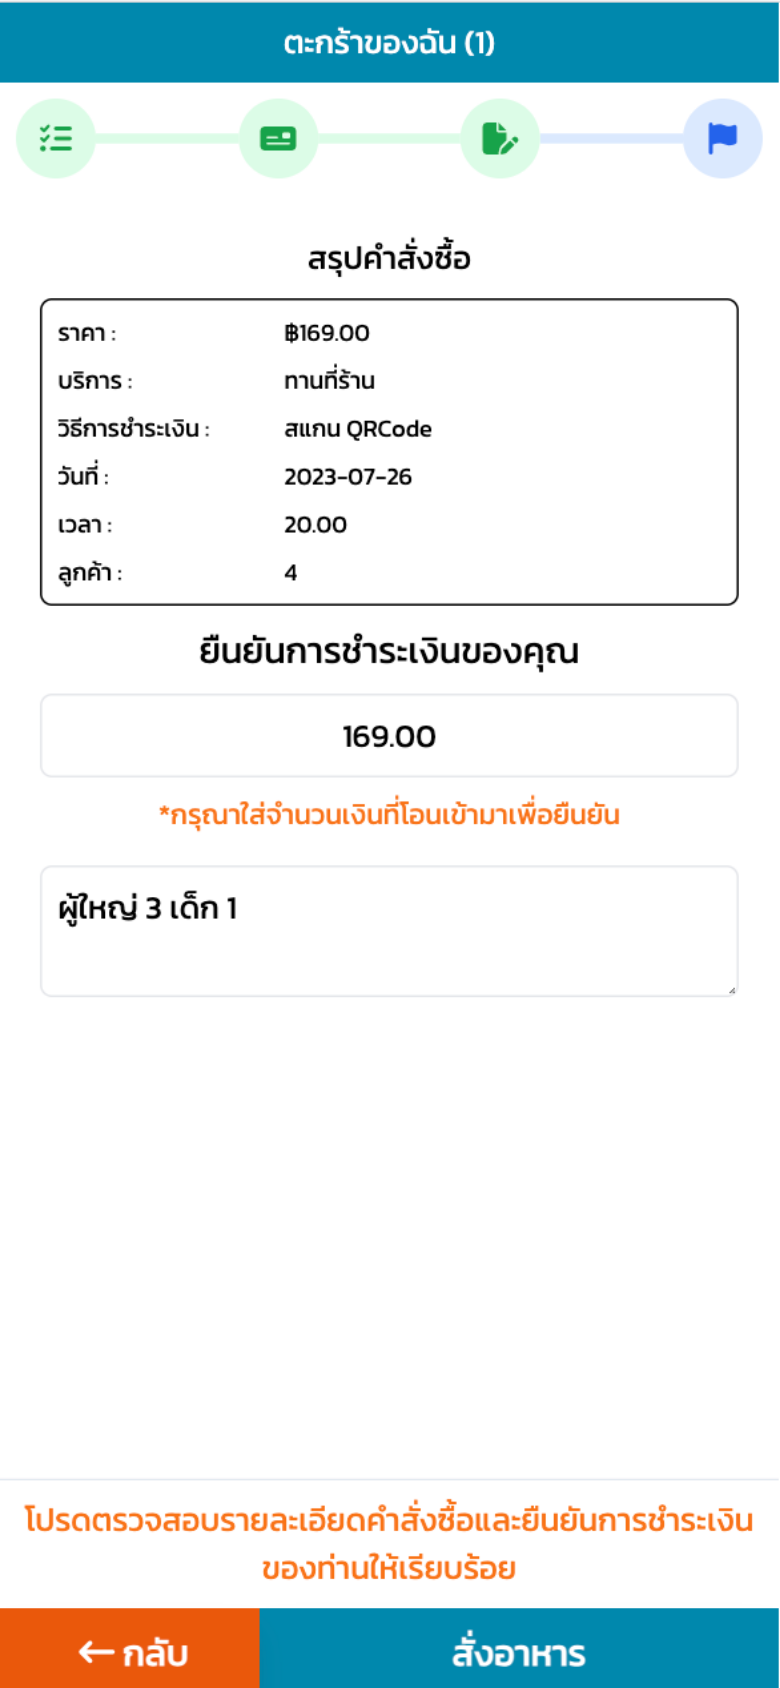 ตะกร้าของฉัน (1)
สรุปคำสั่งซื้อ
ราคา : ฿169.00
บริการ : ทานที่ร้าน
วิธีการชำระเงิน : สแกน QRCode
วันที่ : 2023-07-26
เวลา : 20.00
ลูกค้า : 4
ยืนยันการชำระเงินของคุณ
169.00
*กรุณาใส่จำนวนเงินที่โอนเข้ามาเพื่อยืนยัน
ผู้ใหญ่ 3 เด็ก 1
โปรดตรวจสอบรายละเอียดคำสั่งซื้อและยืนยันการชำระเงิน
ของท่านให้เรียบร้อย
← กลับ สั่งอาหาร